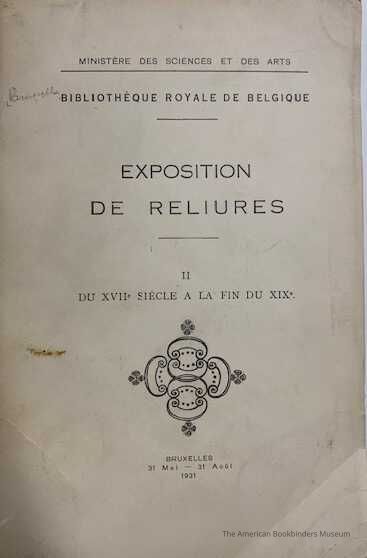 MINISTÈRE DES SCIENCES ET DES ARTS
BIBLIOTHÈQUE ROYALE DE BELGIQUE
EXPOSITION
DE RELIURES
II
DU XVIIᵉ SIÈCLE A LA FIN DU XIXᵉ.
BRUXELLES
31 Mai — 31 Août
1931
The American Bookbinders Museum